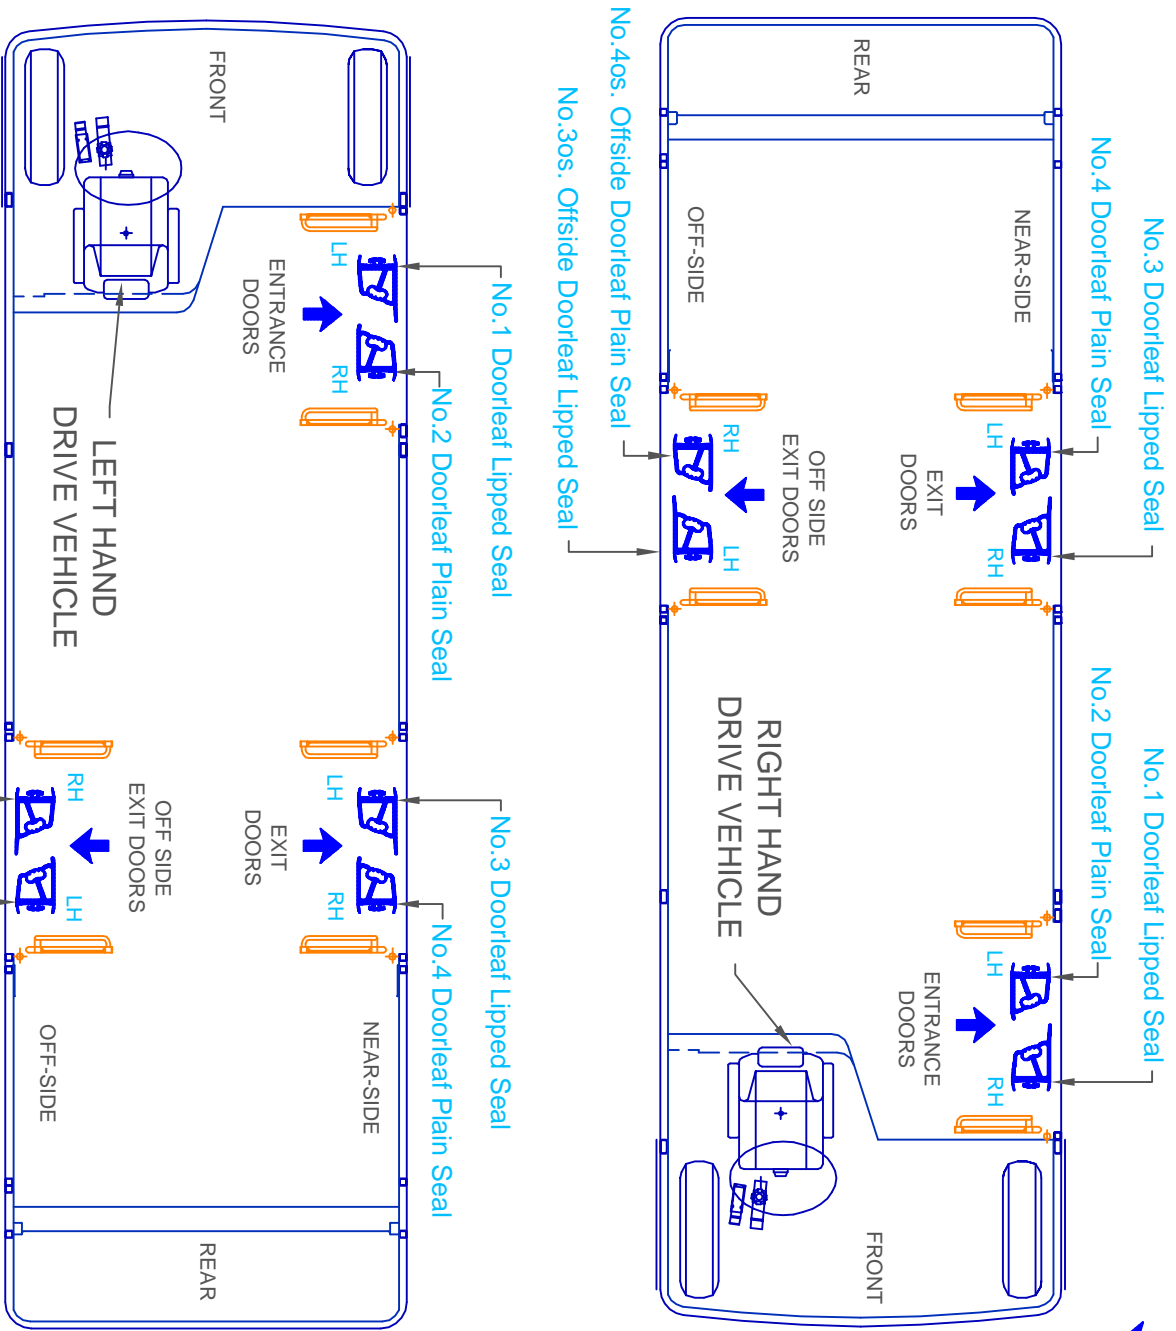 No.3 Doorleaf Lipped Seal
No.1 Doorleaf Lipped Seal
No.4 Doorleaf Plain Seal
No.2 Doorleaf Plain Seal
REAR
NEAR-SIDE
LH
RH
EXIT
DOORS
LH
RH
ENTRANCE
DOORS
FRONT
OFF-SIDE
RH
LH
OFF SIDE
EXIT DOORS
RIGHT HAND
DRIVE VEHICLE
No.4os. Offside Doorleaf Plain Seal
No.3os. Offside Doorleaf Lipped Seal
No.1 Doorleaf Lipped Seal
No.3 Doorleaf Lipped Seal
No.2 Doorleaf Plain Seal
No.4 Doorleaf Plain Seal
FRONT
LH
RH
ENTRANCE
DOORS
LH
RH
EXIT
DOORS
NEAR-SIDE
REAR
LEFT HAND
DRIVE VEHICLE
OFF SIDE
EXIT DOORS
RH
LH
OFF-SIDE